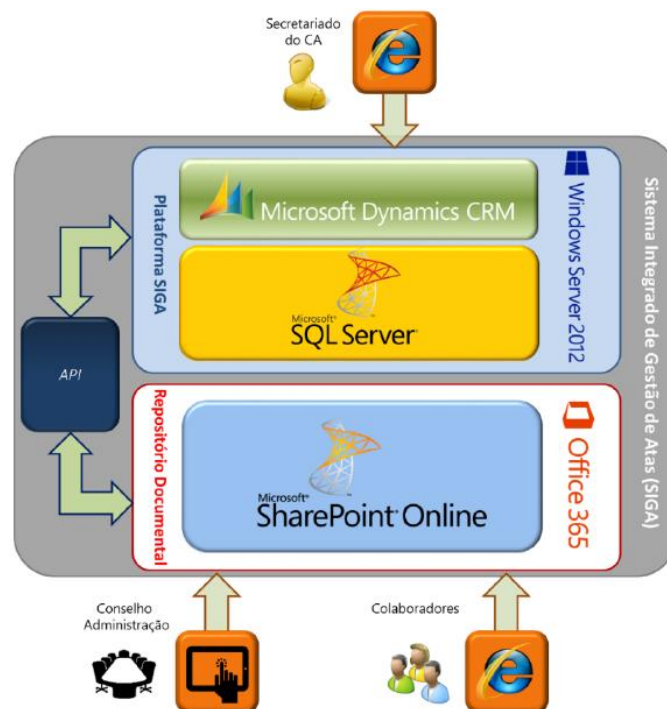 Secretariado
do CA
Microsoft Dynamics CRM
Plataforma SIGA
Microsoft®
SQL Server®
Windows Server 2012
Sistema Integrado de Gestão de Atas (SIGA)
API
Repositório Documental
Microsoft®
SharePoint® Online
Office 365
Conselho
Administração
Colaboradores